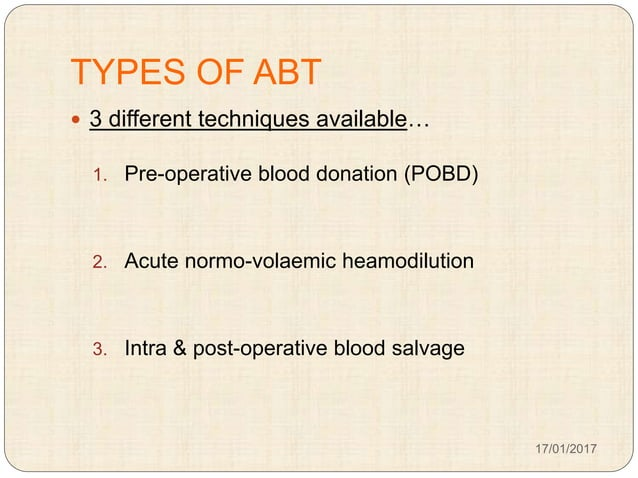 TYPES OF ABT
3 different techniques available…
1. Pre-operative blood donation (POBD)
2. Acute normo-volaemic heamodilution
3. Intra & post-operative blood salvage
17/01/2017